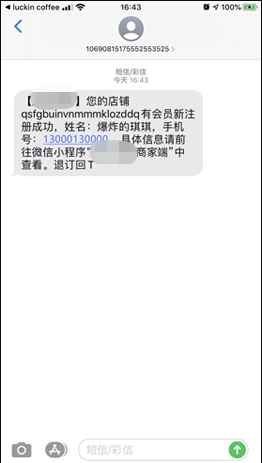 luckin coffee
16:43
10690815175552553525 >
短信/彩信
今天 16:43
【 】您的店铺
qsfgbuinvnmmmklozddq有会员新注
册成功，姓名：爆炸的琪琪，手机
号：13000130000，具体信息请前
往微信小程序“ 商家端”中
查看。退订回T
短信/彩信